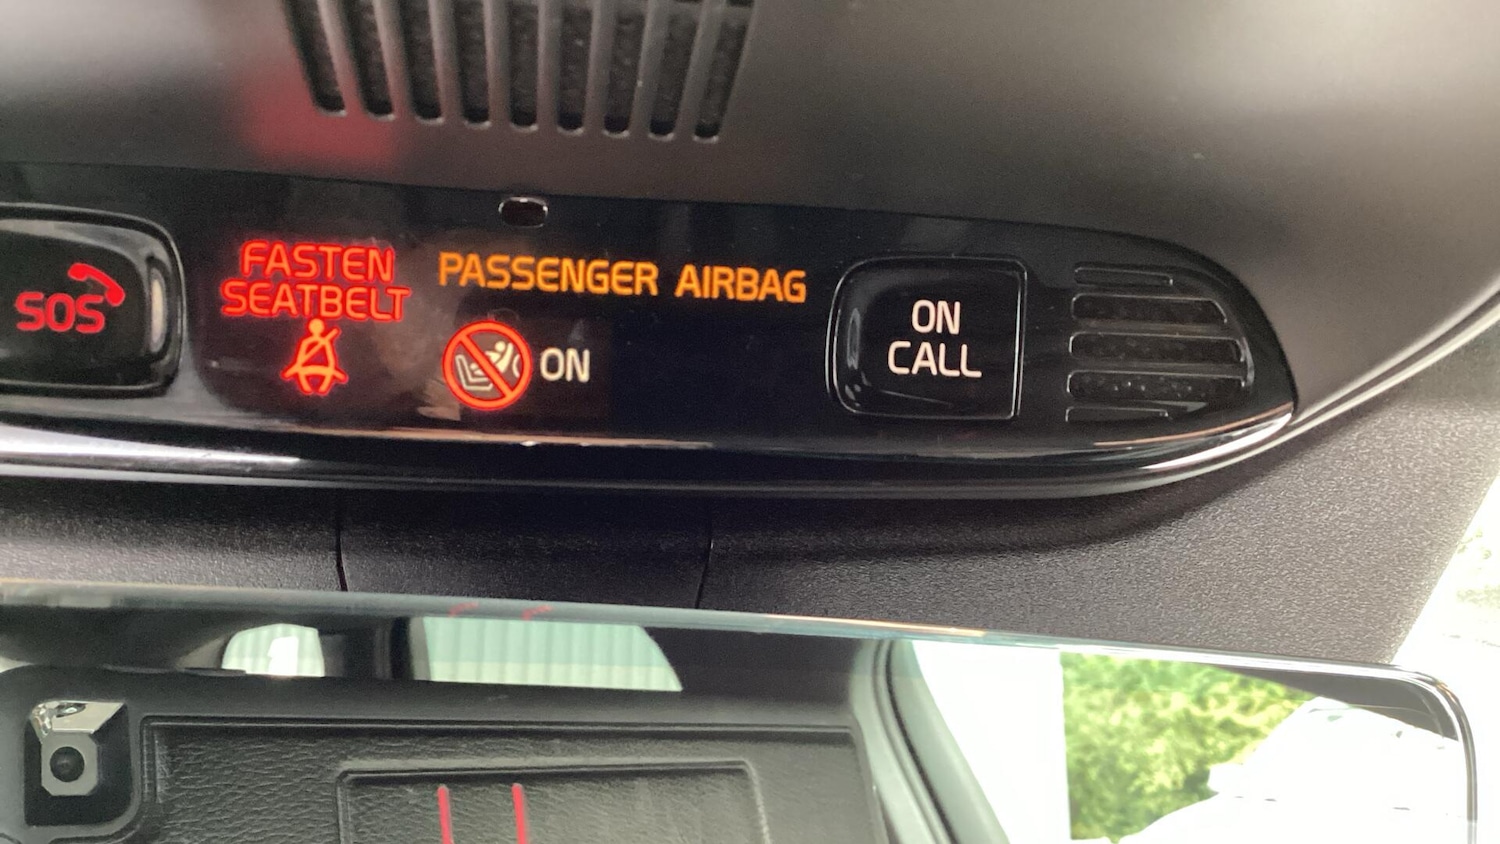 SOS
FASTEN
SEATBELT
PASSENGER AIRBAG
ON
ON
CALL